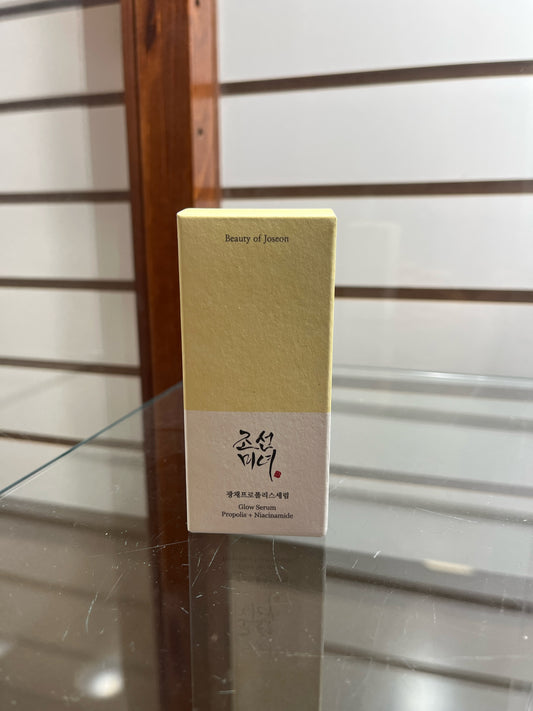 Beauty of Joseon
조선
미녀
광채프로폴리스세럼
Glow Serum
Propolis + Niacinamide